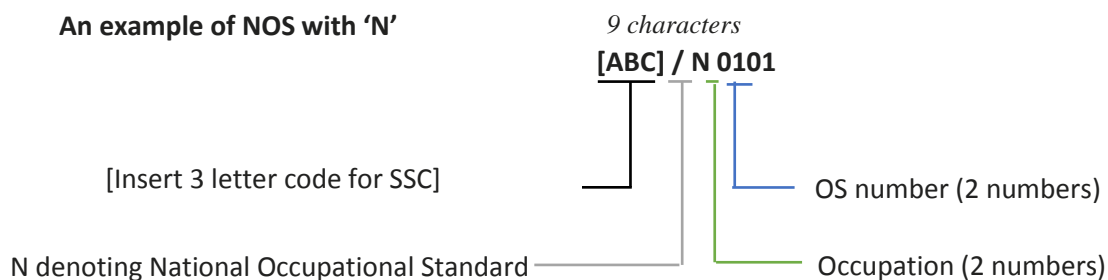 An example of NOS with ‘N’
9 characters
[ABC] / N 0101
[Insert 3 letter code for SSC]
OS number (2 numbers)
N denoting National Occupational Standard
Occupation (2 numbers)